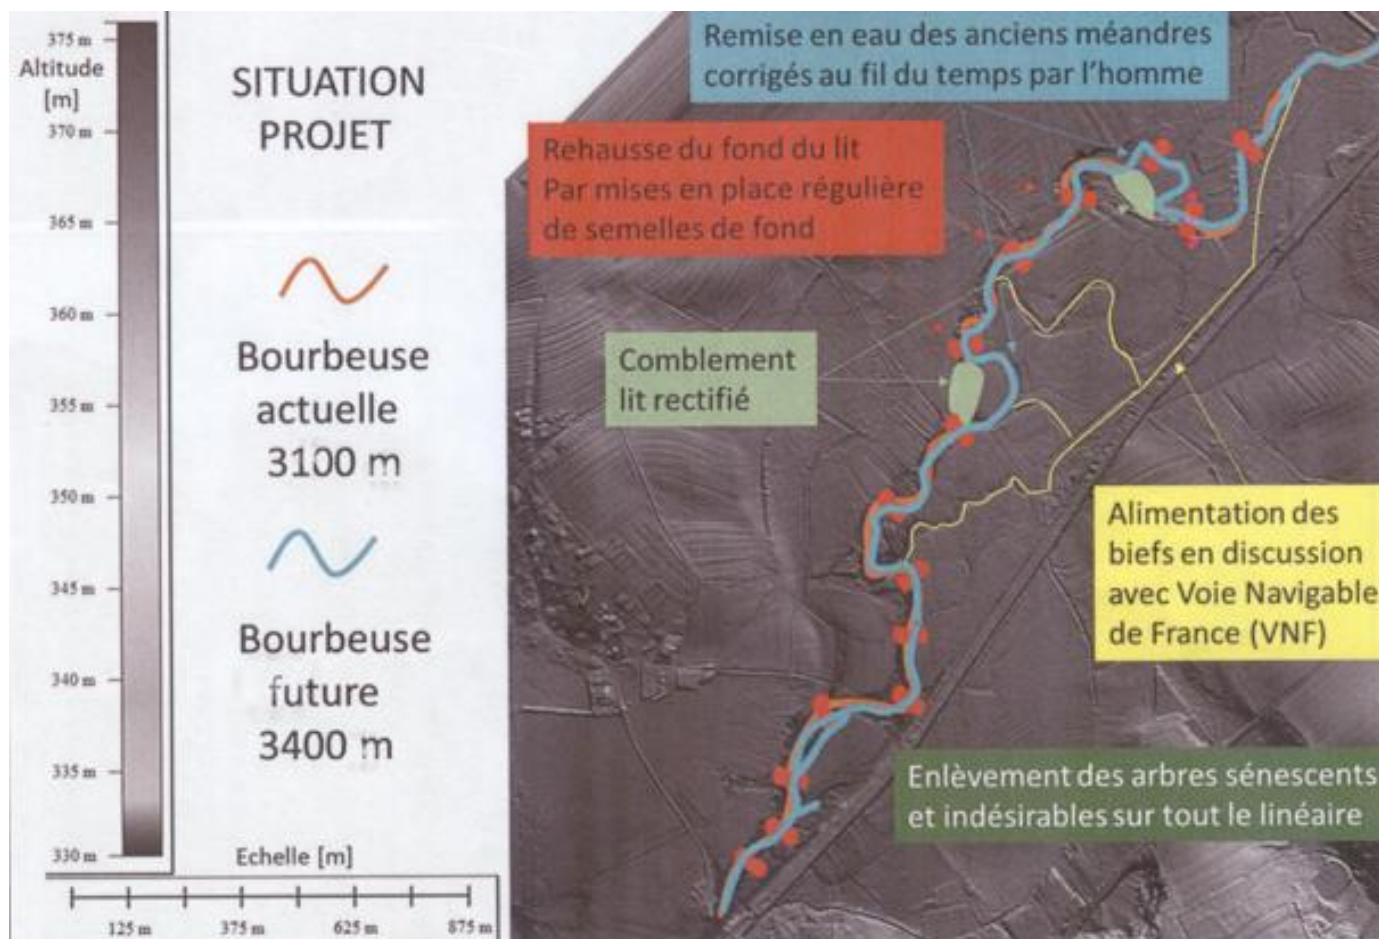 375 m
Altitude
[m]
370 m
365 m
360 m
355 m
350 m
345 m
340 m
335 m
330 m
SITUATION
PROJET
Bourbeuse
actuelle
3100 m
Bourbeuse
future
3400 m
Echelle [m]
125 m 375 m 625 m 875 m
Remise en eau des anciens méandres
corrigés au fil du temps par l'homme
Rehausse du fond du lit
Par mises en place régulière
de semelles de fond
Comblement
lit rectifié
Alimentation des
biefs en discussion
avec Voie Navigable
de France (VNF)
Enlèvement des arbres sénescents
et indésirables sur tout le linéaire